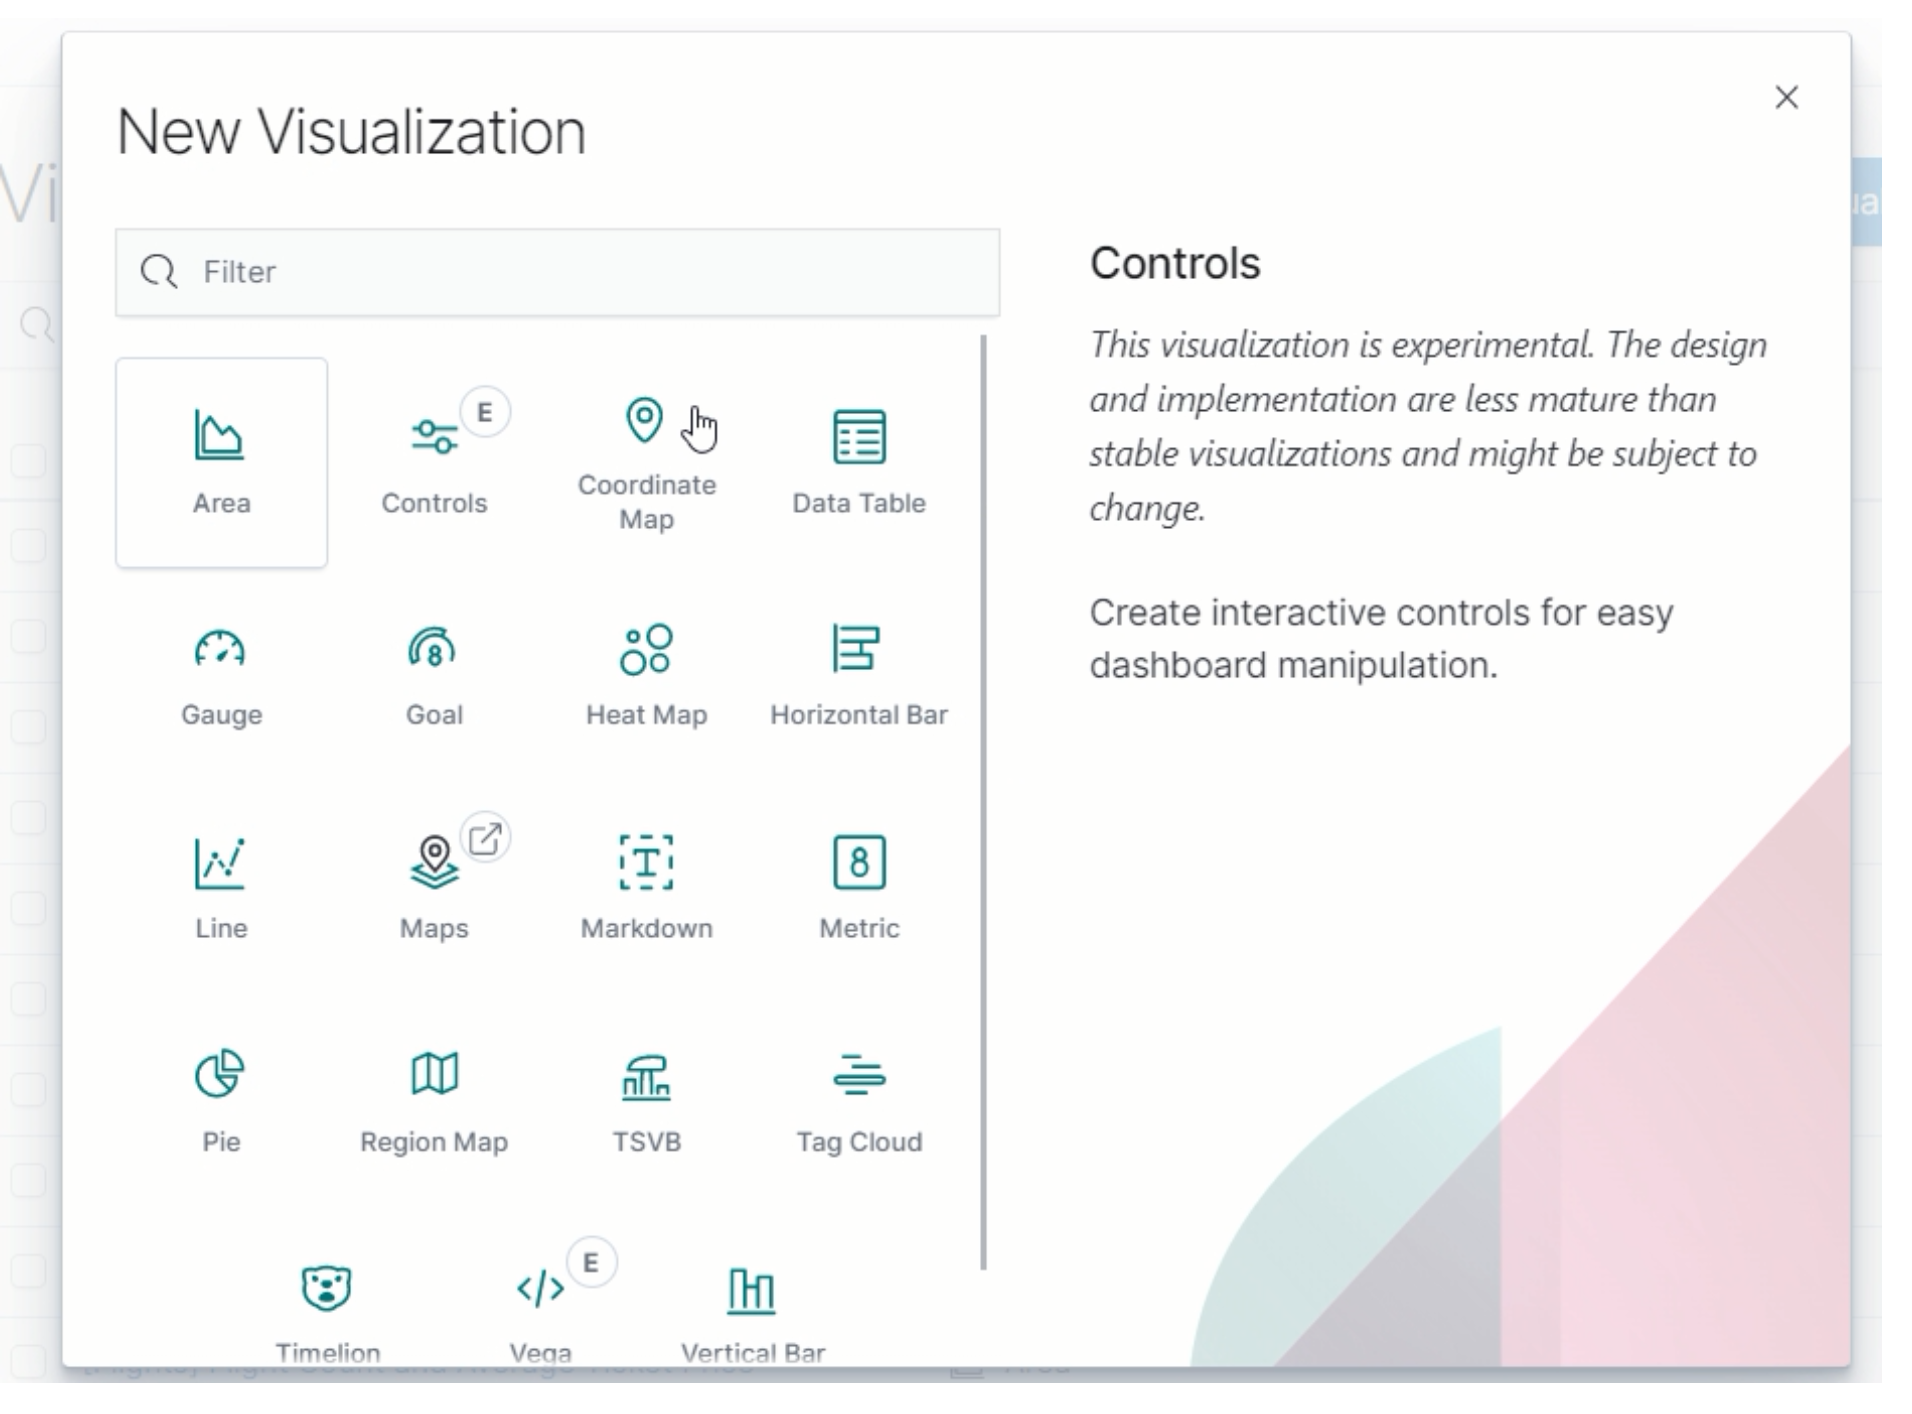 New Visualization
Vi
Filter
Controls
This visualization is experimental. The design
and implementation are less mature than
stable visualizations and might be subject to
change.
Create interactive controls for easy
dashboard manipulation.
E
Area
Controls
Coordinate
Map
Data Table
8
Gauge
Goal
Heat Map
Horizontal Bar
T
8
Line
Maps
Markdown
Metric
Pie
Region Map
TSVB
Tag Cloud
</> E
Timelion
Vega
Vertical Bar